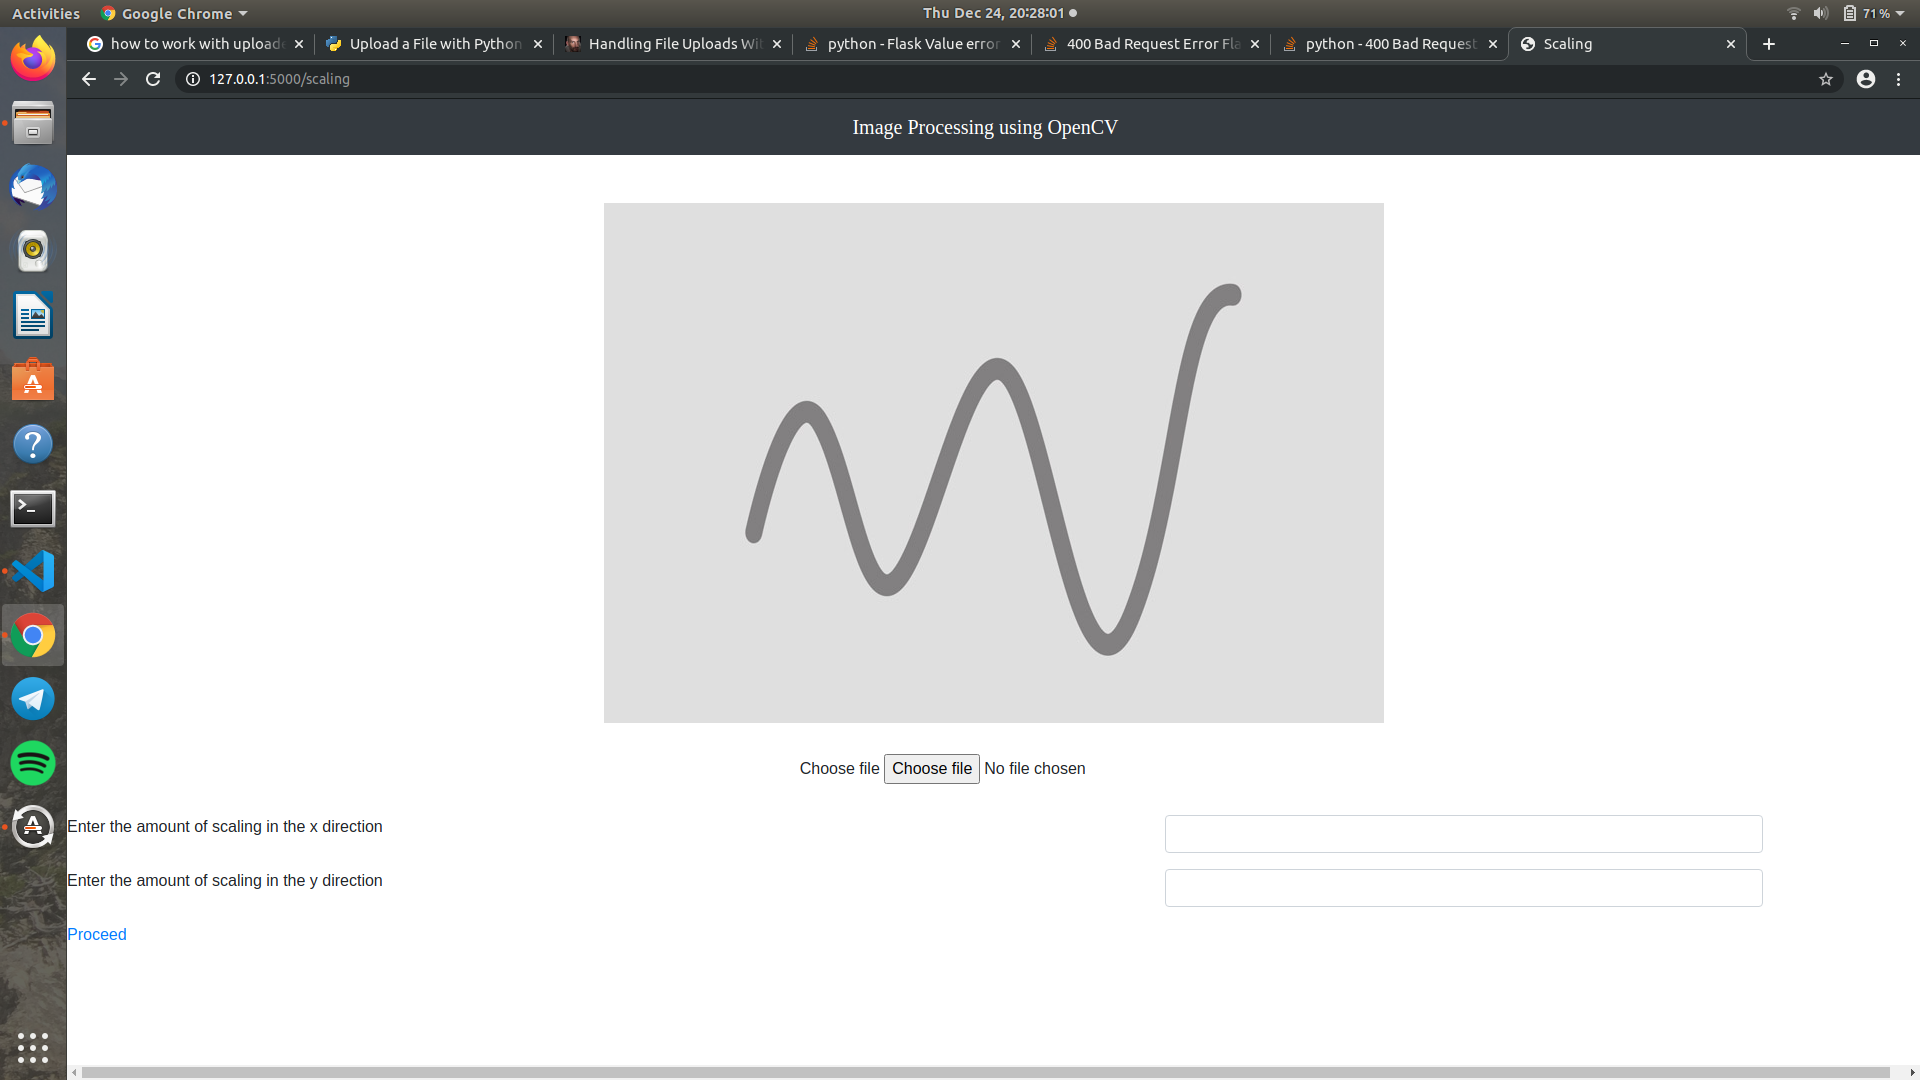 Activities Google Chrome Thu Dec 24, 20:28:01 71 %
how to work with upload Upload a File with Python Handling File Uploads Wit python - Flask Value error 400 Bad Request Error Fla python - 400 Bad Request Scaling
127.0.0.1:5000/scaling
Image Processing using OpenCV
Choose file Choose file No file chosen
Enter the amount of scaling in the x direction
Enter the amount of scaling in the y direction
Proceed